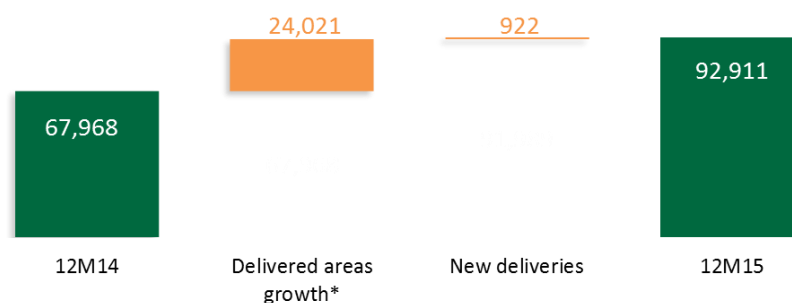 24,021
922
67,968
92,911
12M14
Delivered areas
growth*
New deliveries
12M15